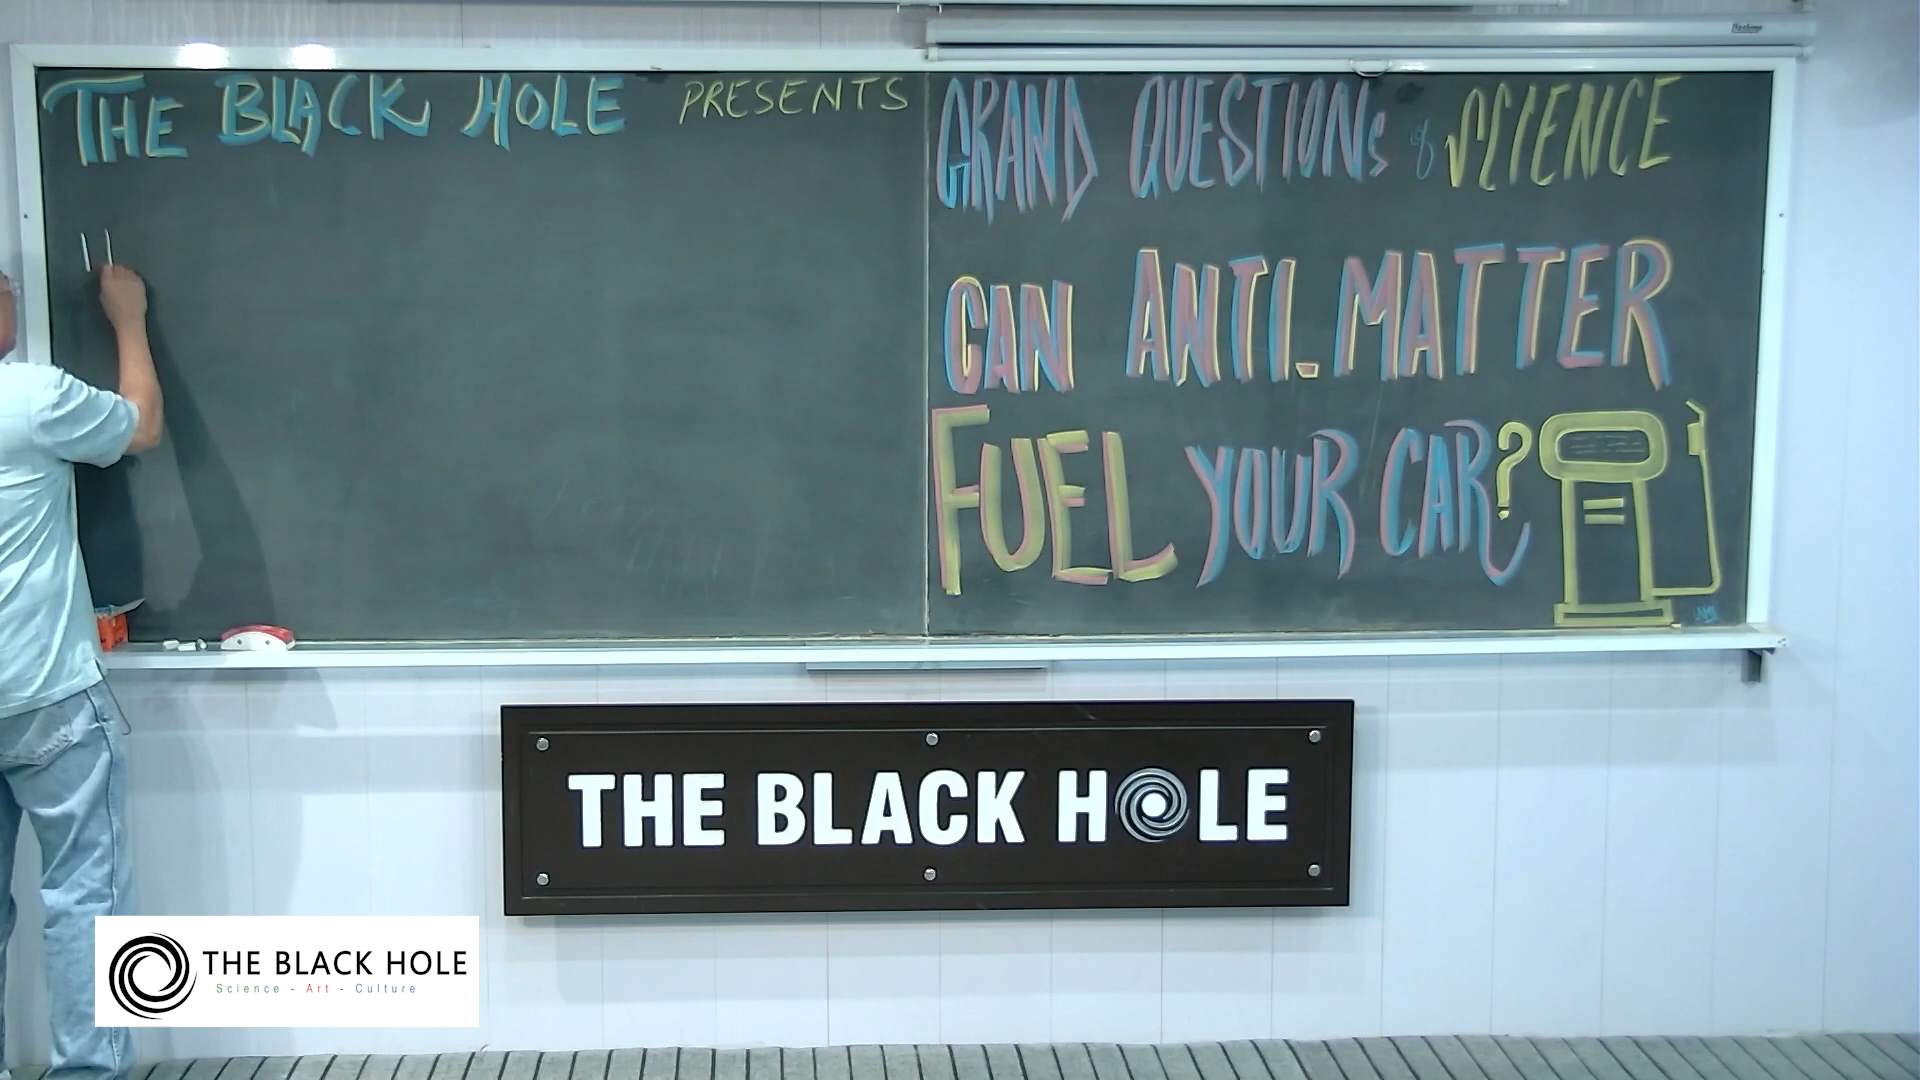 THE BLACK HOLE PRESENTS
GRAND QUESTIONS of SCIENCE
CAN ANTI-MATTER
FUEL YOUR CAR?
THE BLACK HOLE
THE BLACK HOLE
Science - Art - Culture